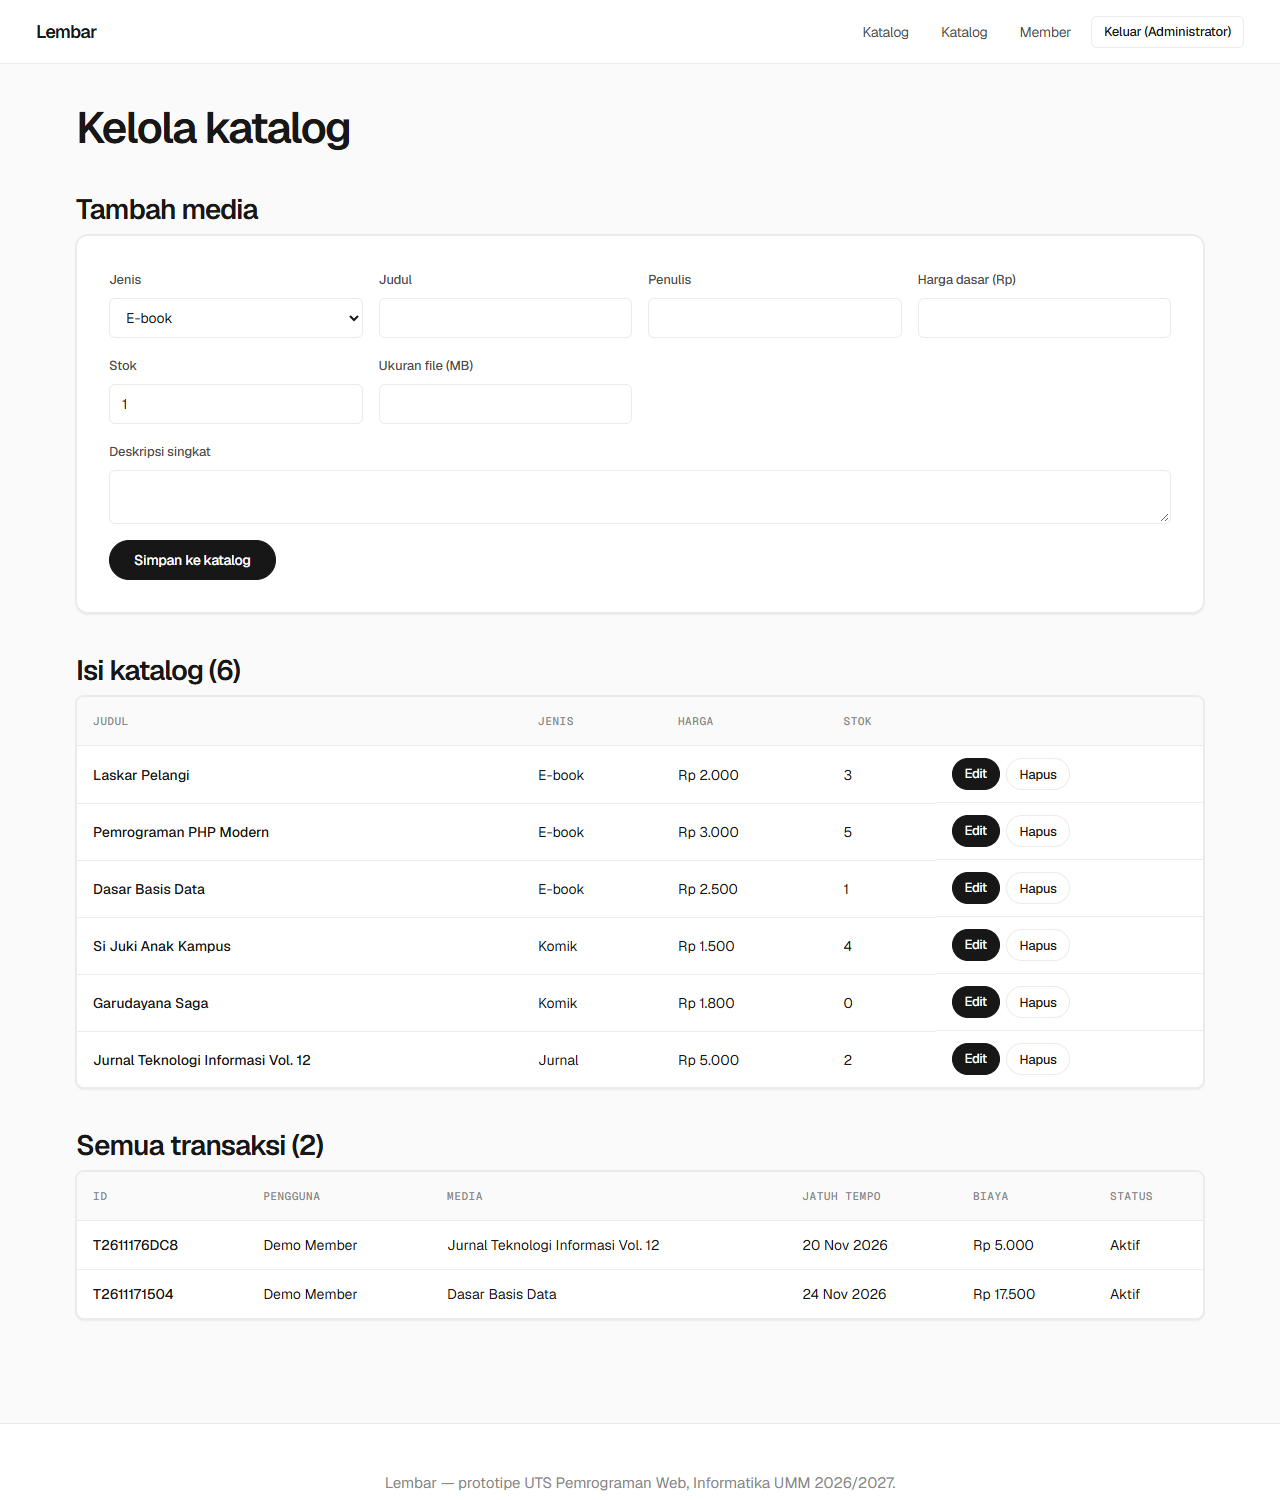 Lembar
Katalog Katalog Member Keluar (Administrator)
Kelola katalog
Tambah media
Jenis Judul Penulis Harga dasar (Rp)
E-book
Stok Ukuran file (MB)
1
Deskripsi singkat
Simpan ke katalog
Isi katalog (6)
JUDUL JENIS HARGA STOK
Laskar Pelangi E-book Rp 2.000 3 Edit Hapus
Pemrograman PHP Modern E-book Rp 3.000 5 Edit Hapus
Dasar Basis Data E-book Rp 2.500 1 Edit Hapus
Si Juki Anak Kampus Komik Rp 1.500 4 Edit Hapus
Garudayana Saga Komik Rp 1.800 0 Edit Hapus
Jurnal Teknologi Informasi Vol. 12 Jurnal Rp 5.000 2 Edit Hapus
Semua transaksi (2)
ID PENGGUNA MEDIA JATUH TEMPO BIAYA STATUS
T2611176DC8 Demo Member Jurnal Teknologi Informasi Vol. 12 20 Nov 2026 Rp 5.000 Aktif
T2611171504 Demo Member Dasar Basis Data 24 Nov 2026 Rp 17.500 Aktif
Lembar — prototipe UTS Pemrograman Web, Informatika UMM 2026/2027.